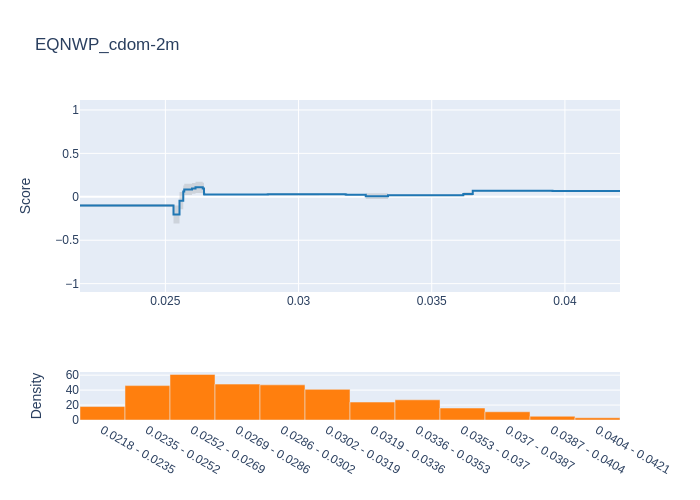 EQNWP_cdom-2m
1
0.5
0
−0.5
−1
Score
0.025
0.03
0.035
0.04
60
40
20
0
Density
0.0218 - 0.0235
0.0235 - 0.0252
0.0252 - 0.0269
0.0269 - 0.0286
0.0286 - 0.0302
0.0302 - 0.0319
0.0319 - 0.0336
0.0336 - 0.0353
0.0353 - 0.037
0.037 - 0.0387
0.0387 - 0.0404
0.0404 - 0.0421